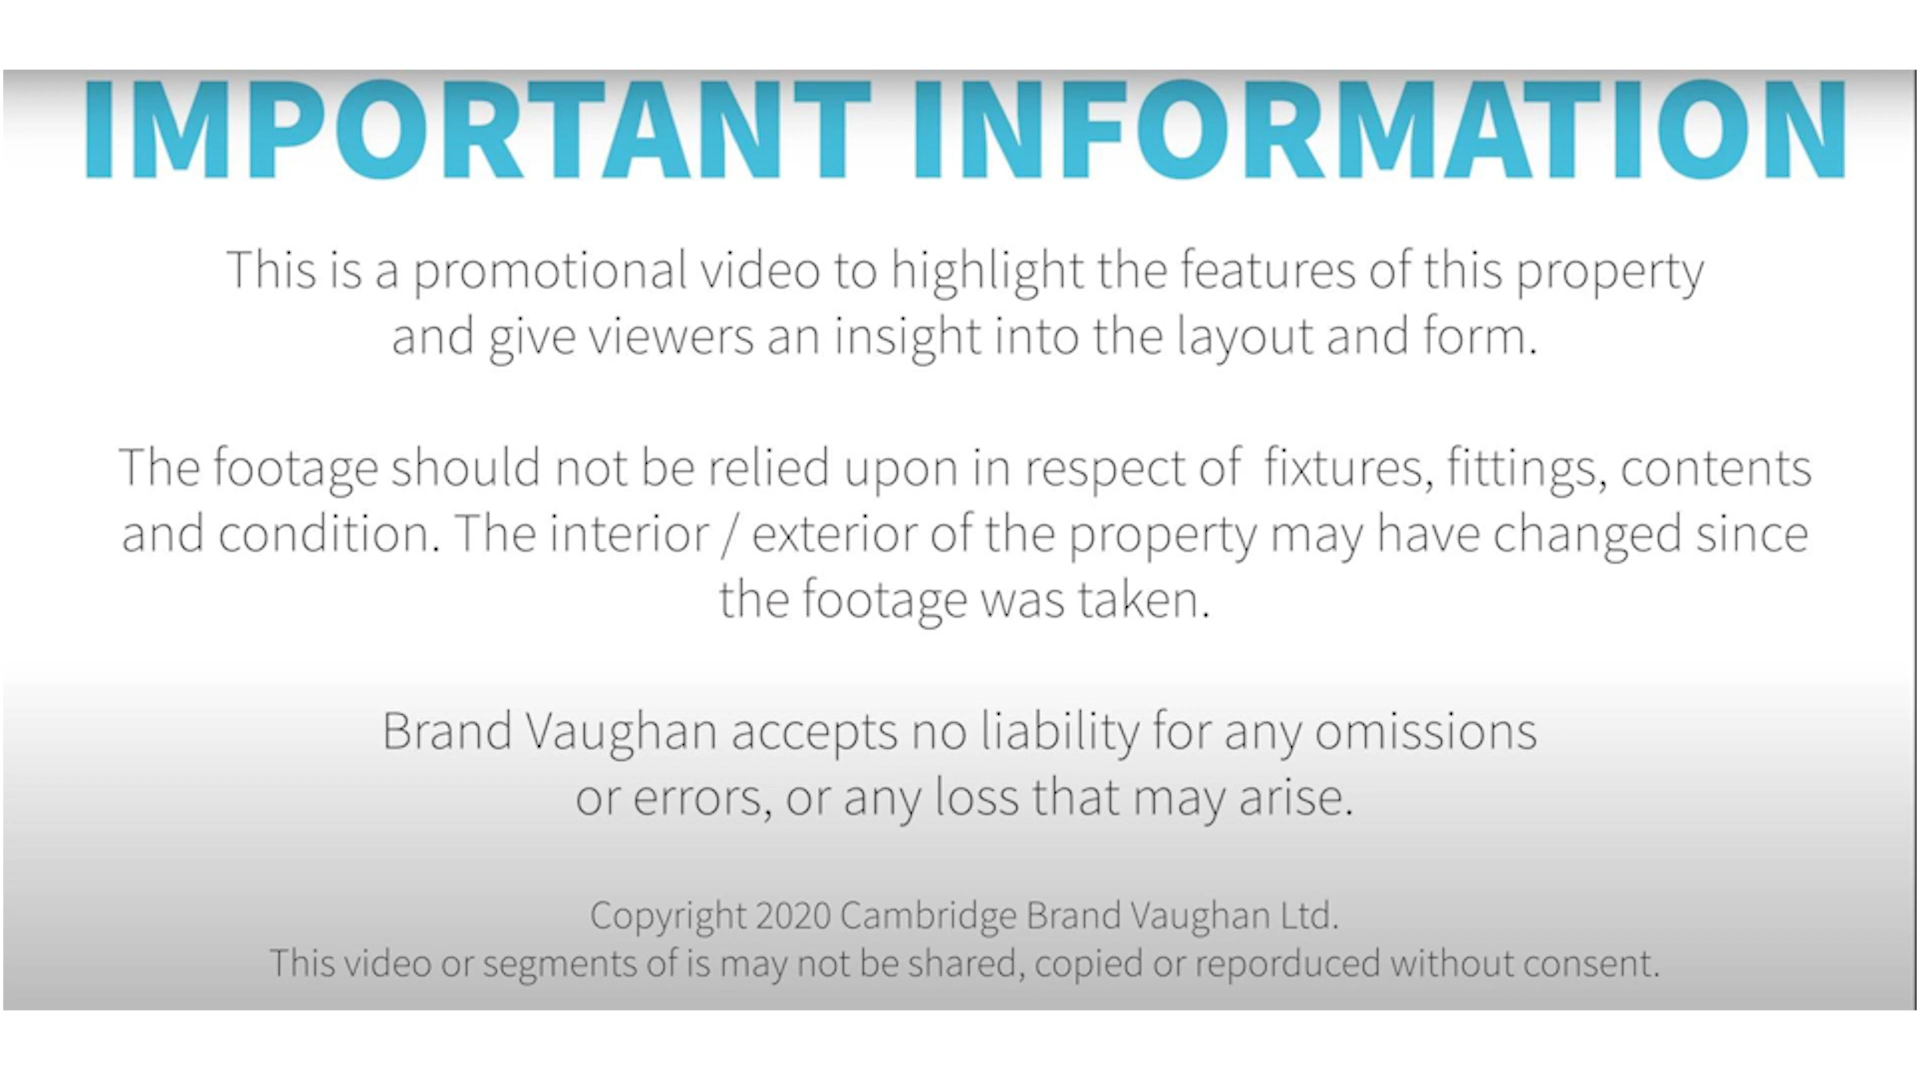 IMPORTANT INFORMATION
This is a promotional video to highlight the features of this property
and give viewers an insight into the layout and form.
The footage should not be relied upon in respect of fixtures, fittings, contents
and condition. The interior / exterior of the property may have changed since
the footage was taken.
Brand Vaughan accepts no liability for any omissions
or errors, or any loss that may arise.
Copyright 2020 Cambridge Brand Vaughan Ltd.
This video or segments of is may not be shared, copied or reporduced without consent.